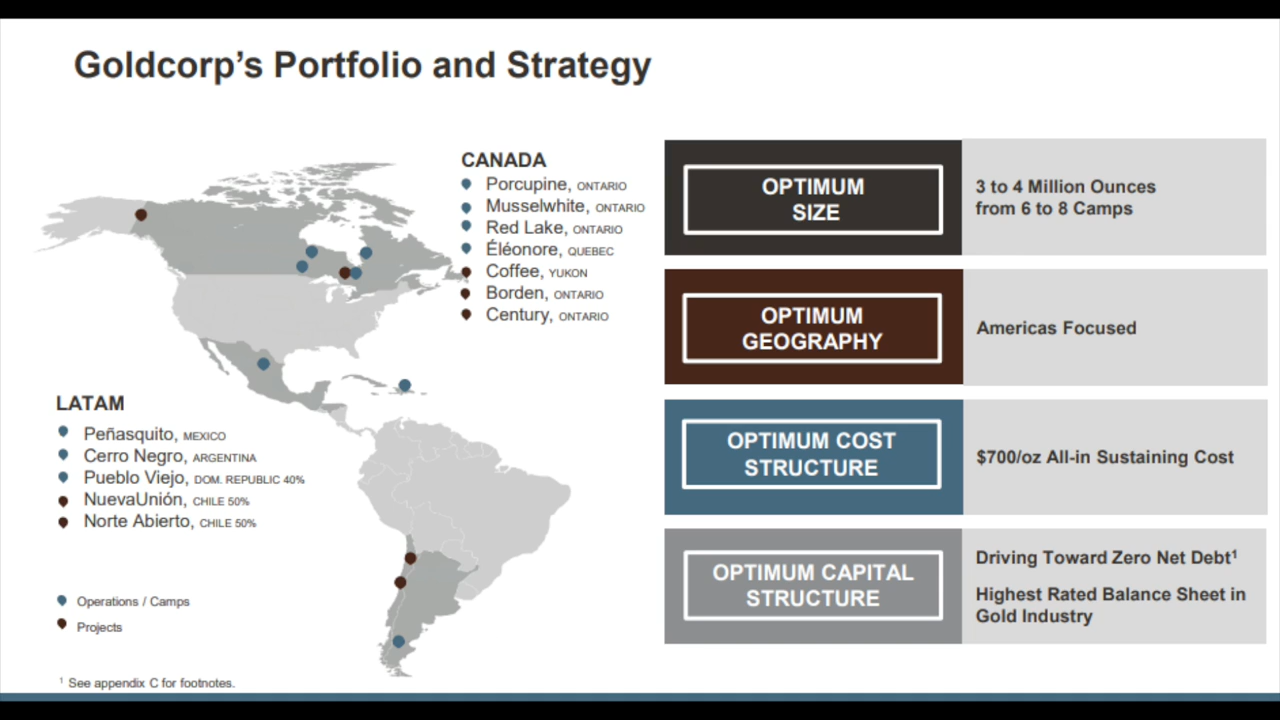 Goldcorp’s Portfolio and Strategy
CANADA
Porcupine, ONTARIO
Musselwhite, ONTARIO
Red Lake, ONTARIO
Éléonore, QUEBEC
Coffee, YUKON
Borden, ONTARIO
Century, ONTARIO
LATAM
Peñasquito, MEXICO
Cerro Negro, ARGENTINA
Pueblo Viejo, DOM. REPUBLIC 40%
NuevaUnión, CHILE 50%
Norte Abierto, CHILE 50%
Operations / Camps
Projects
¹ See appendix C for footnotes.
OPTIMUM
SIZE
3 to 4 Million Ounces
from 6 to 8 Camps
OPTIMUM
GEOGRAPHY
Americas Focused
OPTIMUM COST
STRUCTURE
$700/oz All-in Sustaining Cost
OPTIMUM CAPITAL
STRUCTURE
Driving Toward Zero Net Debt¹
Highest Rated Balance Sheet in
Gold Industry